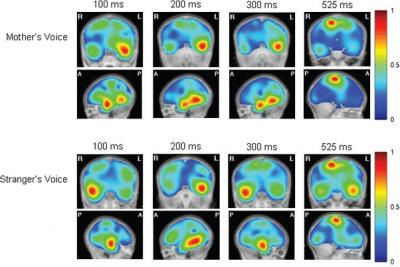 100 ms 200 ms 300 ms 525 ms
R L R L R L R L 1
Mother's Voice
0.5
A P A P A P P A
0
100 ms 200 ms 300 ms 525 ms
R L R L R L R L 1
Stranger's Voice
0.5
P A A P P A P A
0